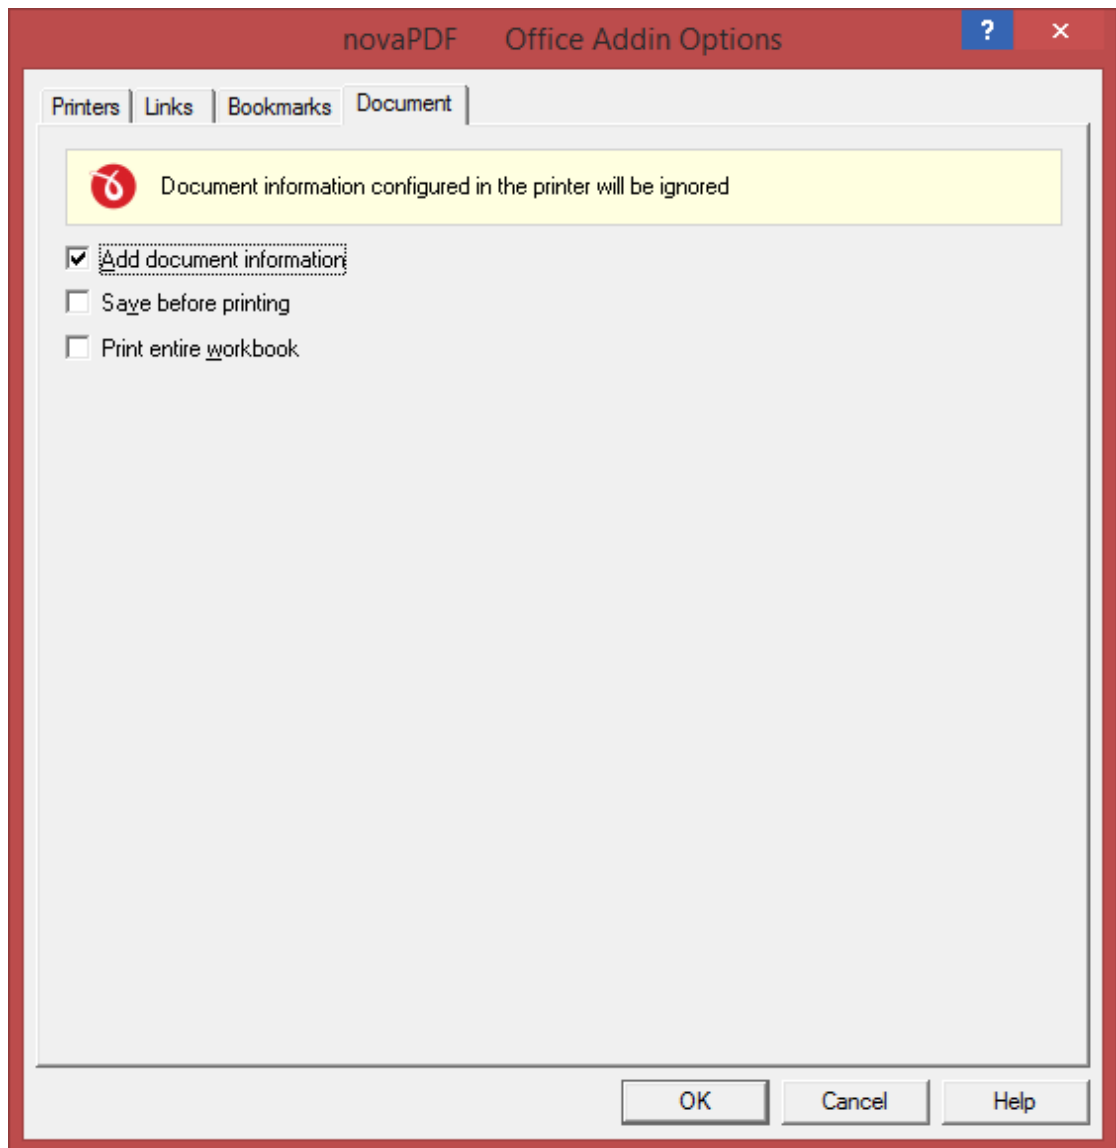 novaPDF Office Addin Options ? ×
Printers Links Bookmarks Document
Document information configured in the printer will be ignored
Add document information
Save before printing
Print entire workbook
OK Cancel Help